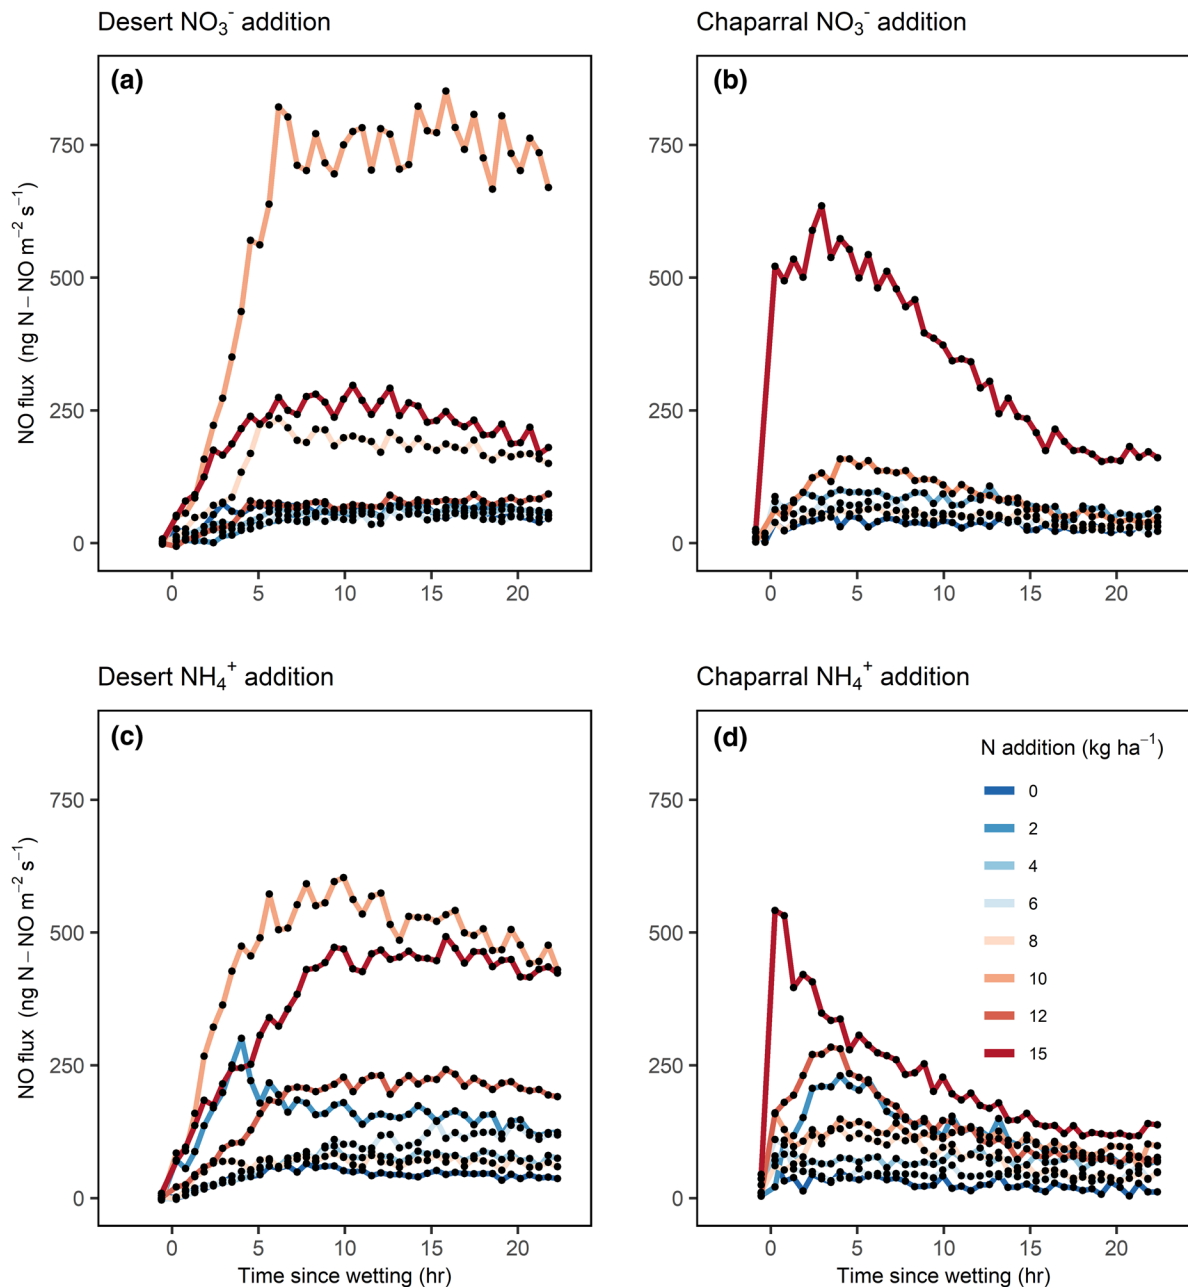 Desert NO₃⁻ addition
Chaparral NO₃⁻ addition
(a)
(b)
750
500
250
0
750
500
250
0
NO flux (ng N – NO m⁻² s⁻¹)
0 5 10 15 20
0 5 10 15 20
Desert NH₄⁺ addition
Chaparral NH₄⁺ addition
(c)
(d)
N addition (kg ha⁻¹)
0
2
4
6
8
10
12
15
750
500
250
0
750
500
250
0
NO flux (ng N – NO m⁻² s⁻¹)
0 5 10 15 20
0 5 10 15 20
Time since wetting (hr)
Time since wetting (hr)